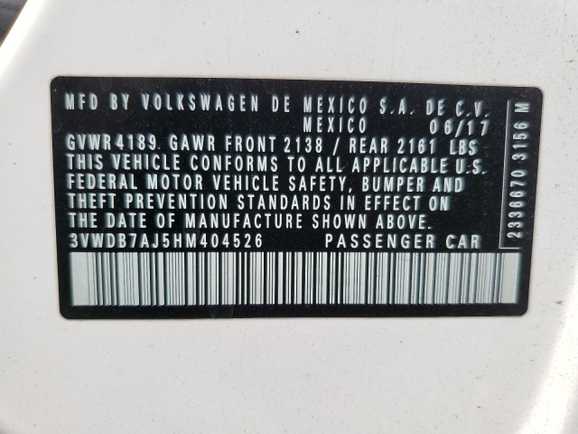 MFD BY VOLKSWAGEN DE MEXICO S.A. DE C.V.
MEXICO 06/17
GVWR 4189. GAWR FRONT 2138 / REAR 2161 LBS
THIS VEHICLE CONFORMS TO ALL APPLICABLE U.S.
FEDERAL MOTOR VEHICLE SAFETY, BUMPER AND
THEFT PREVENTION STANDARDS IN EFFECT ON
THE DATE OF MANUFACTURE SHOWN ABOVE.
3VWDB7AJ5HM404526 PASSENGER CAR
2336670 3156 M